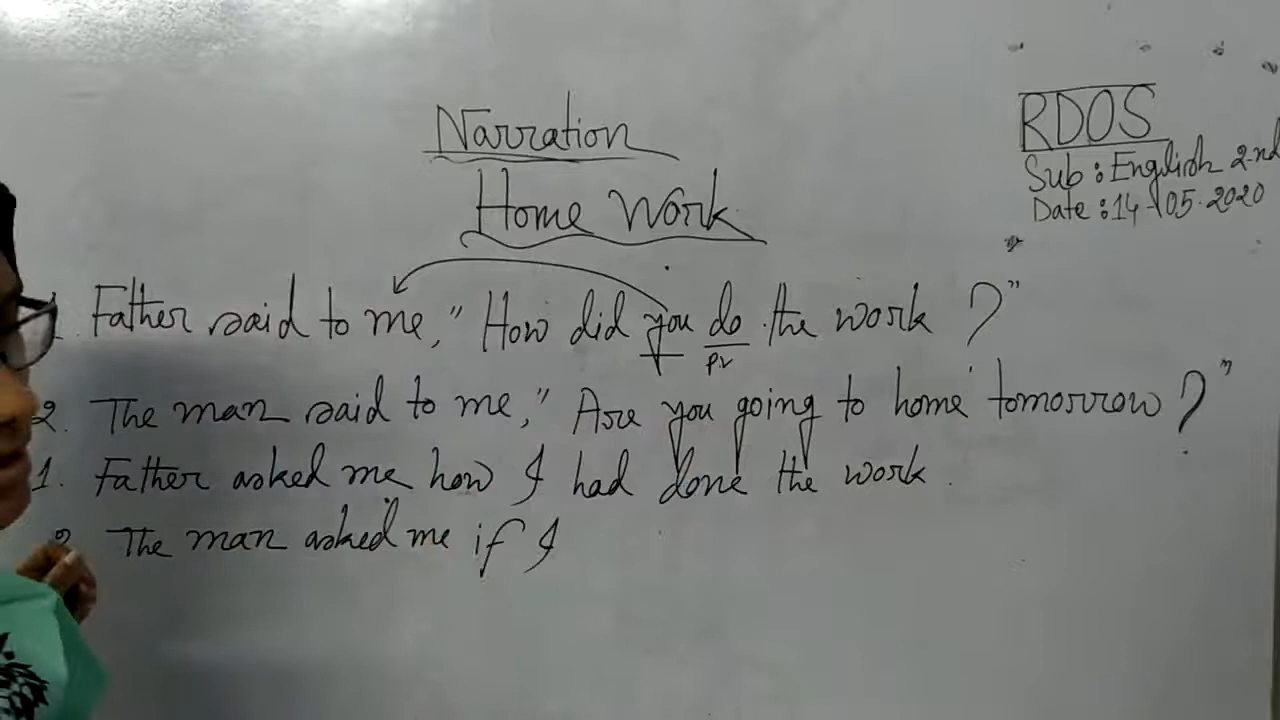 Narration
Home Work
RDOS
Sub : English 2nd
Date : 14-05-2020
1. Father said to me, "How did you do the work ?"
pr
2. The man said to me, "Are you going to home tomorrow ?"
1. Father asked me how I had done the work.
2. The man asked me if I